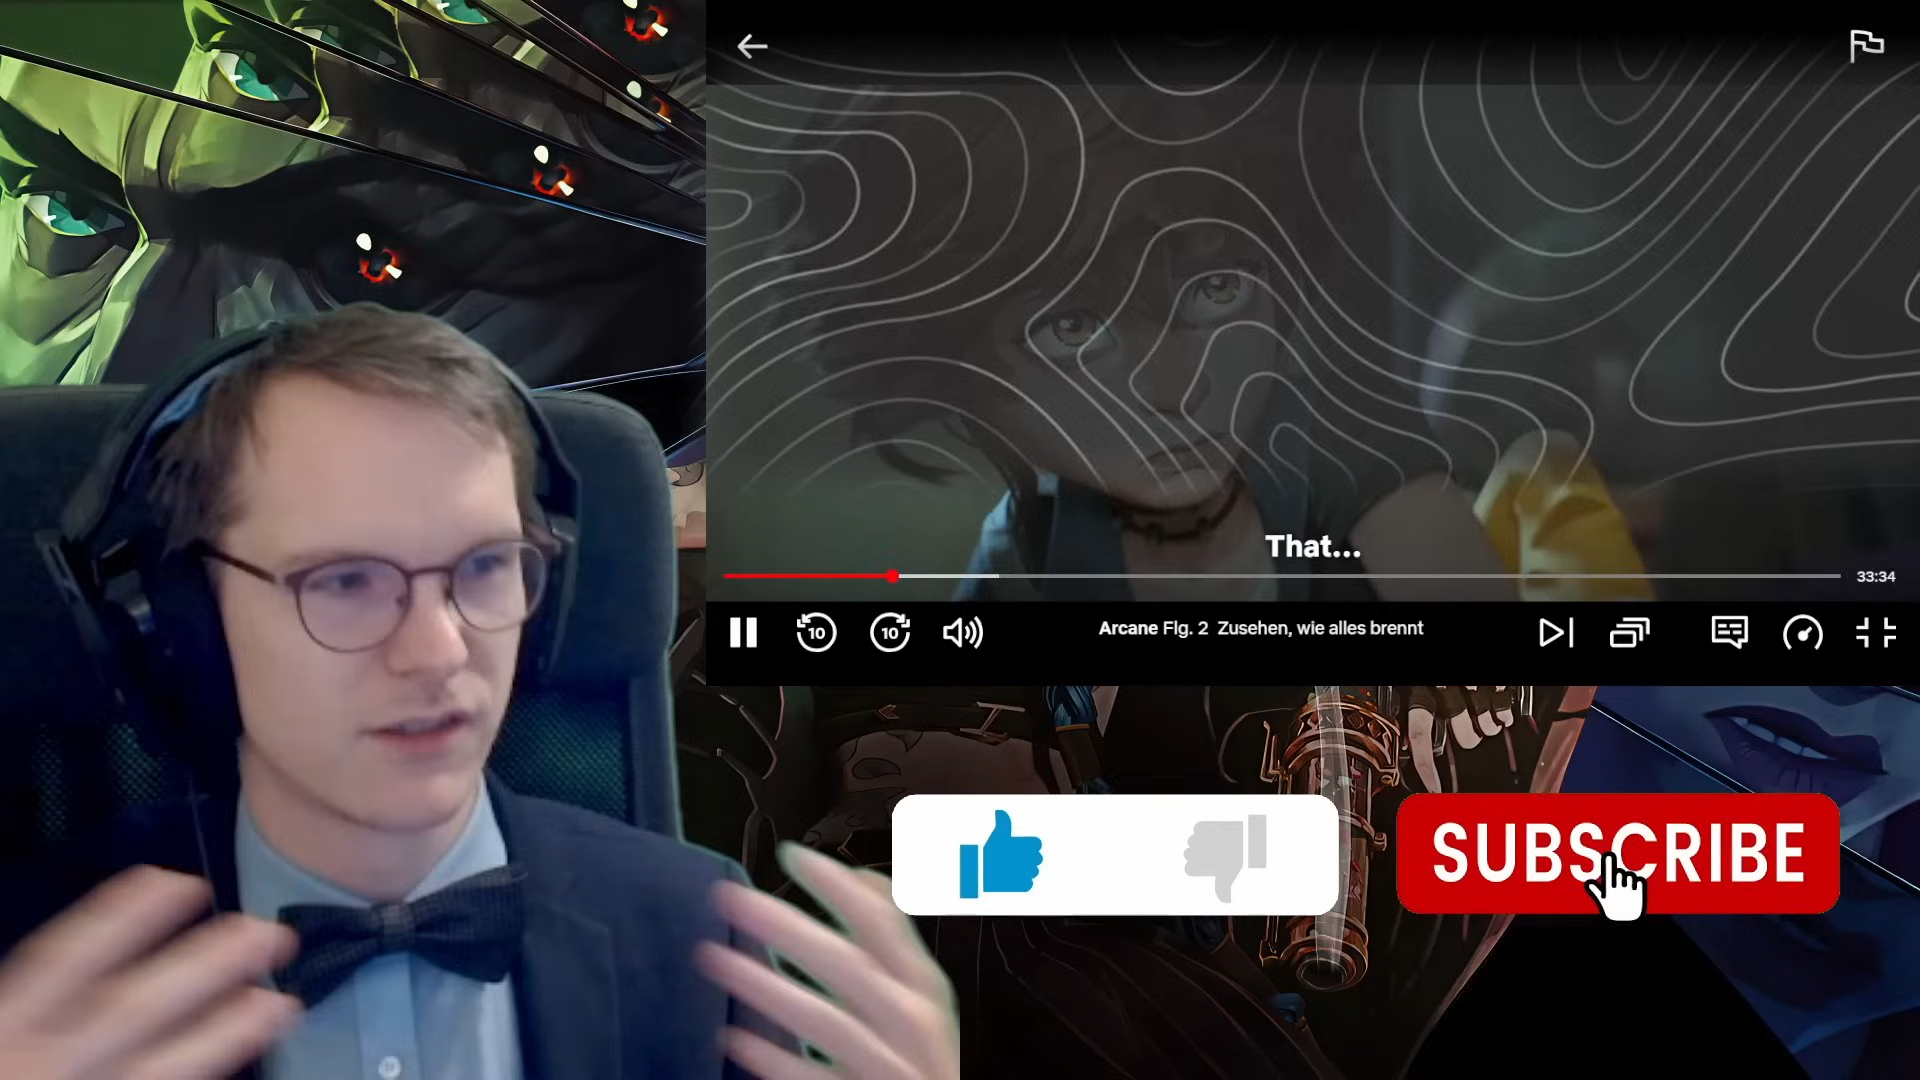 That...
33:34
10
10
Arcane Flg. 2 Zusehen, wie alles brennt
SUBSCRIBE